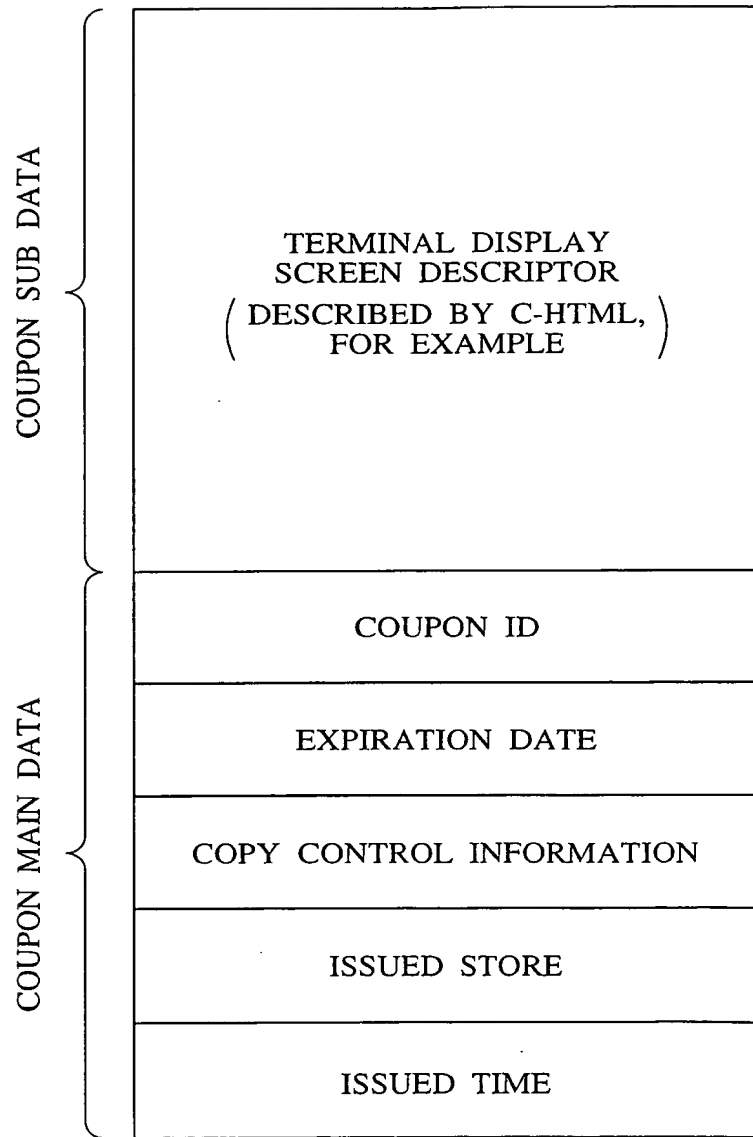 COUPON SUB DATA
TERMINAL DISPLAY
SCREEN DESCRIPTOR
( DESCRIBED BY C-HTML,
FOR EXAMPLE )
COUPON MAIN DATA
COUPON ID
EXPIRATION DATE
COPY CONTROL INFORMATION
ISSUED STORE
ISSUED TIME